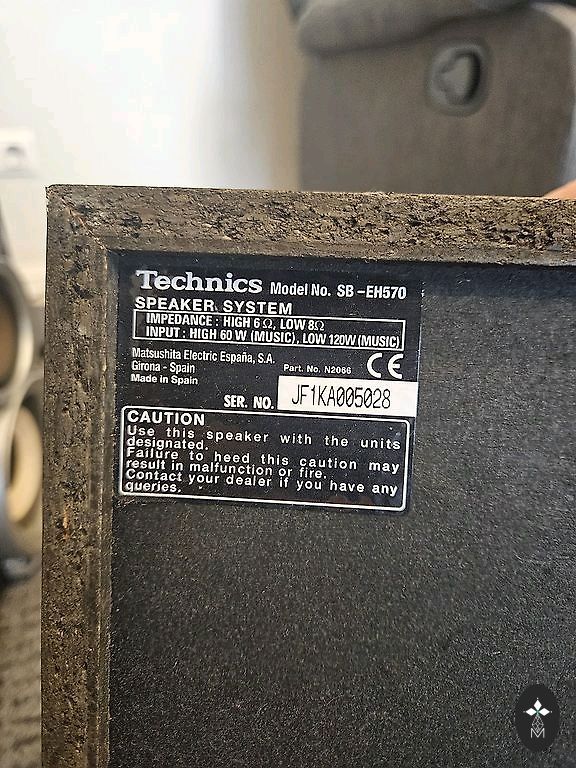 Technics Model No. SB-EH570
SPEAKER SYSTEM
IMPEDANCE : HIGH 6 Ω, LOW 8Ω
INPUT : HIGH 60 W (MUSIC), LOW 120W (MUSIC)
Matsushita Electric España, S.A.
Girona - Spain
Part. No. N2066
CE
Made in Spain
SER. NO. JF1KA005028
CAUTION
Use this speaker with the units
designated.
Failure to heed this caution may
result in malfunction or fire.
Contact your dealer if you have any
queries.
M